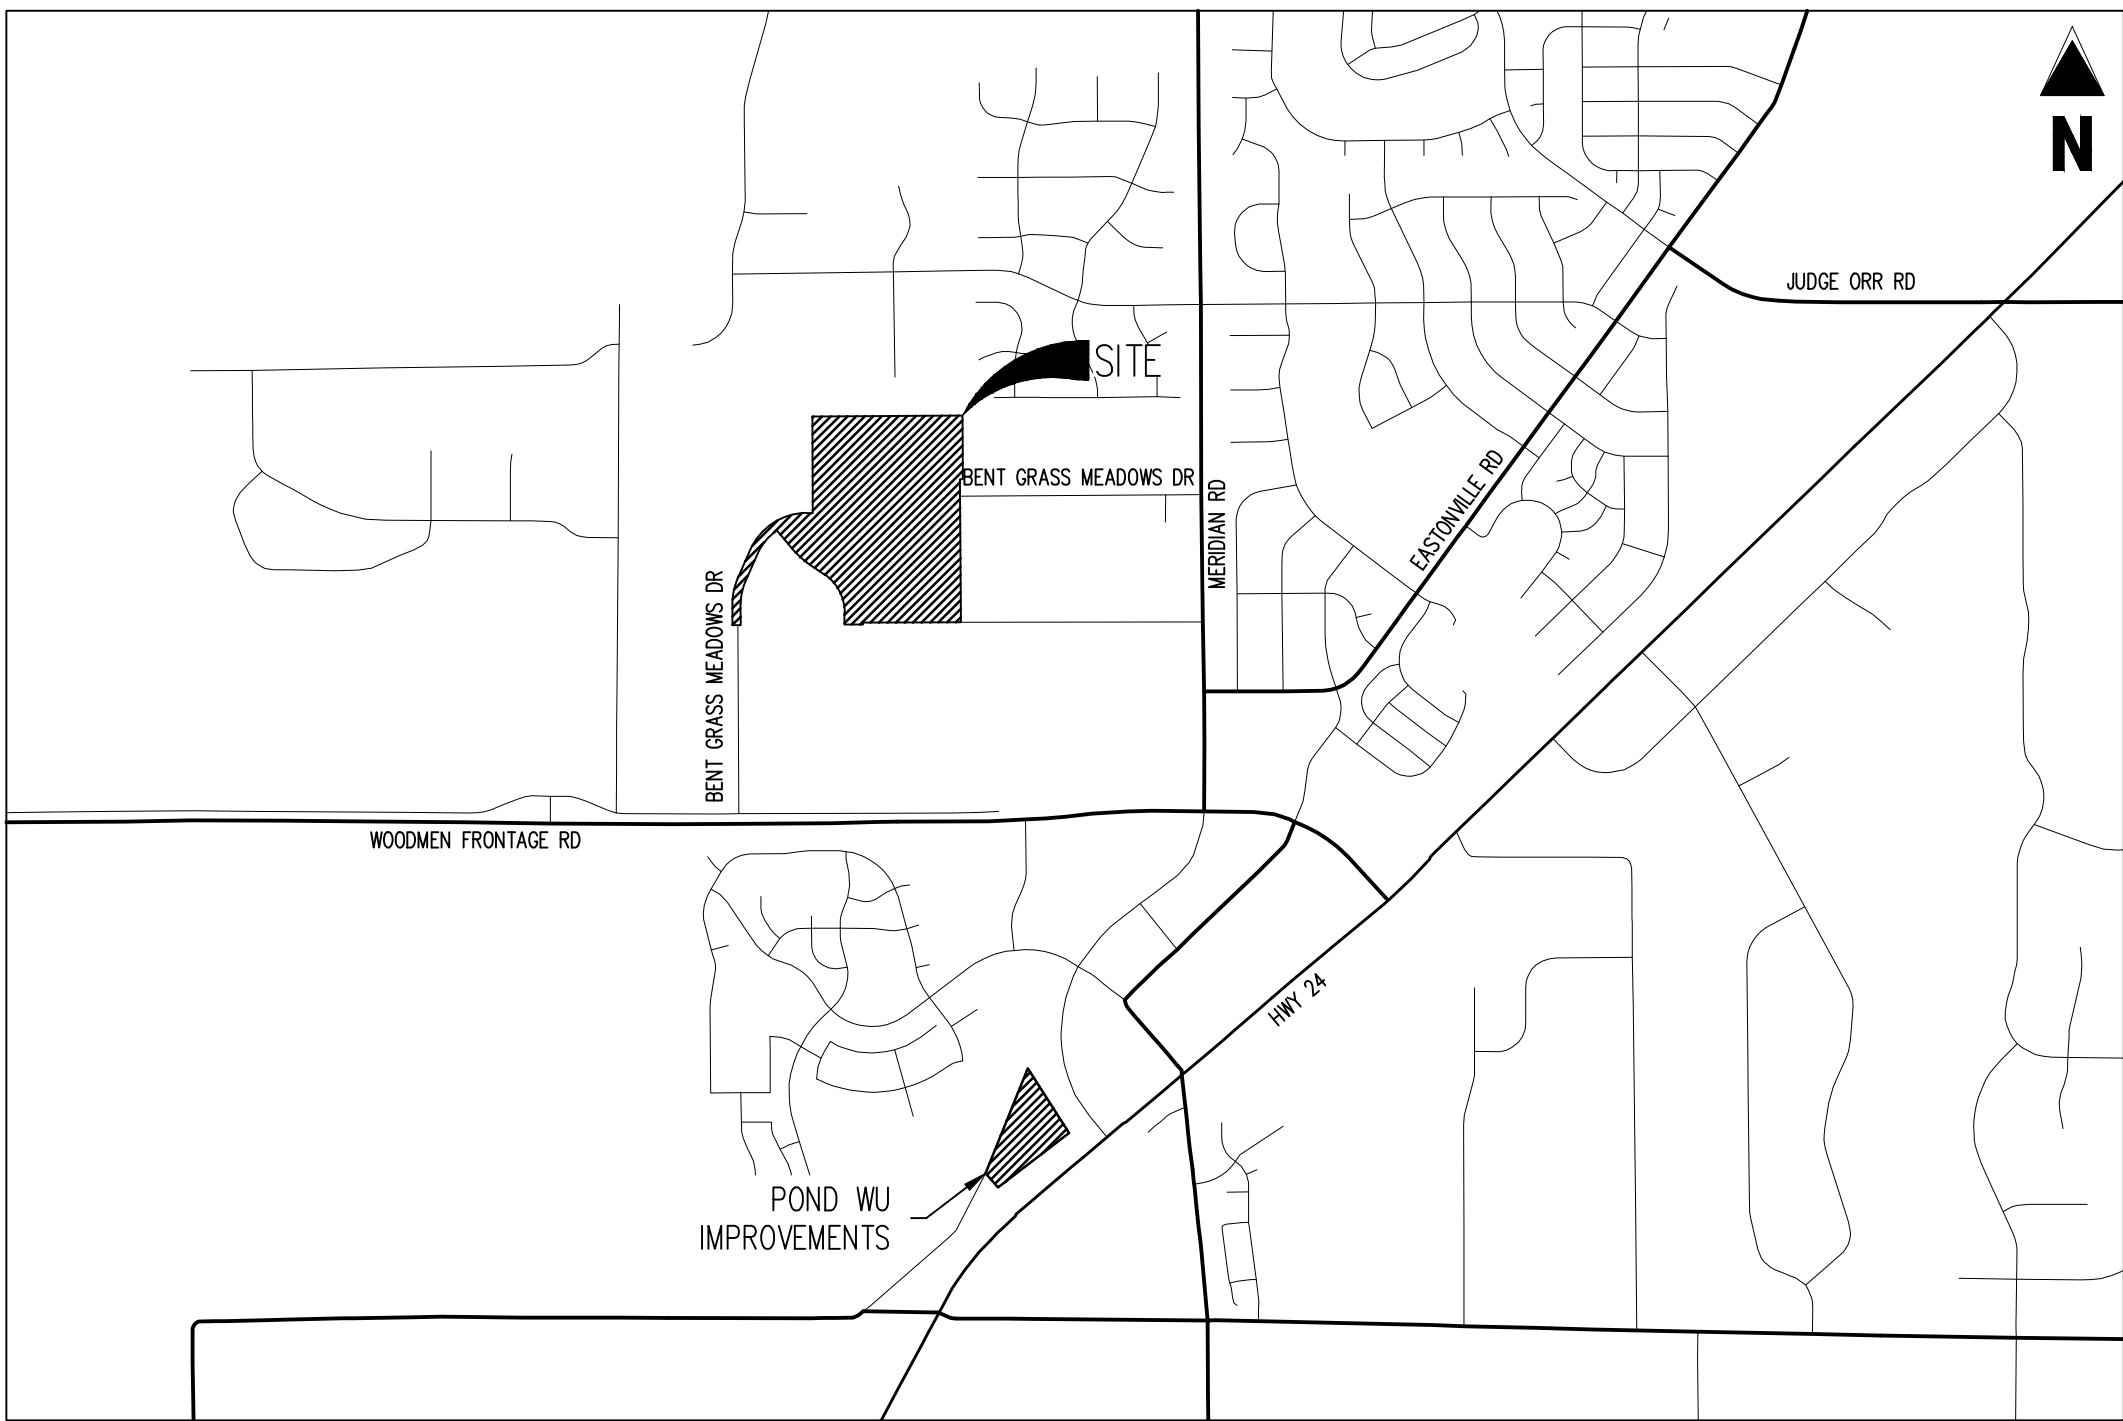 N
JUDGE ORR RD
SITE
BENT GRASS MEADOWS DR
MERIDIAN RD
EASTONVILLE RD
BENT GRASS MEADOWS DR
WOODMEN FRONTAGE RD
HWY 24
POND WU
IMPROVEMENTS